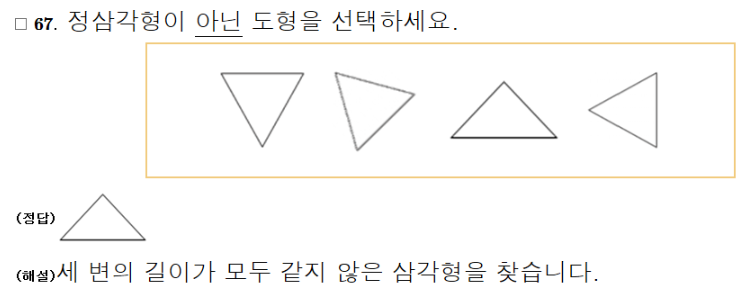 □ 67. 정삼각형이 아닌 도형을 선택하세요.
(정답)
(해설)세 변의 길이가 모두 같지 않은 삼각형을 찾습니다.